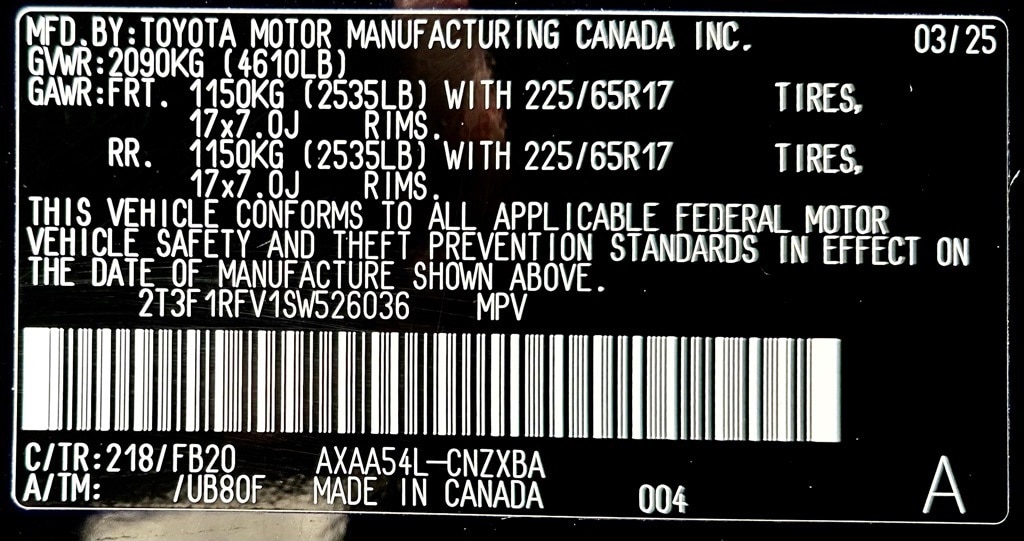 MFD.BY:TOYOTA MOTOR MANUFACTURING CANADA INC. 03/25
GVWR:2090KG (4610LB)
GAWR:FRT. 1150KG (2535LB) WITH 225/65R17 TIRES,
17x7.0J RIMS.
RR. 1150KG (2535LB) WITH 225/65R17 TIRES,
17x7.0J RIMS.
THIS VEHICLE CONFORMS TO ALL APPLICABLE FEDERAL MOTOR
VEHICLE SAFETY AND THEFT PREVENTION STANDARDS IN EFFECT ON
THE DATE OF MANUFACTURE SHOWN ABOVE.
2T3F1RFV1SW526036 MPV
C/TR:218/FB20 AXAA54L-CNZXBA
A/TM: /UB80F MADE IN CANADA 004 A